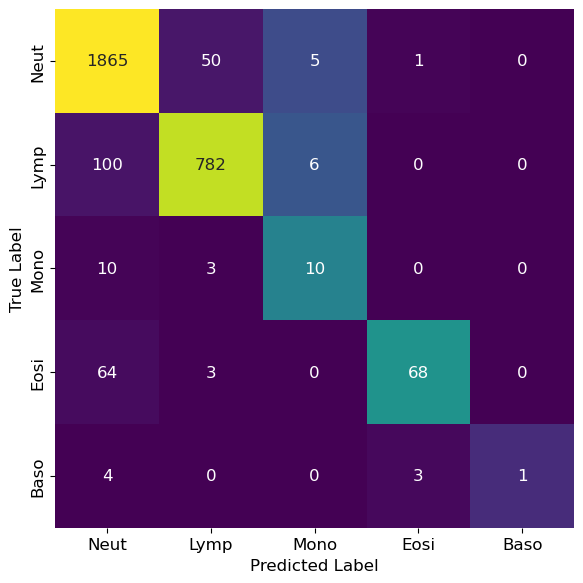 Neut 1865 50 5 1 0
Lymp 100 782 6 0 0
Mono 10 3 10 0 0
Eosi 64 3 0 68 0
Baso 4 0 0 3 1
True Label
Neut Lymp Mono Eosi Baso
Predicted Label